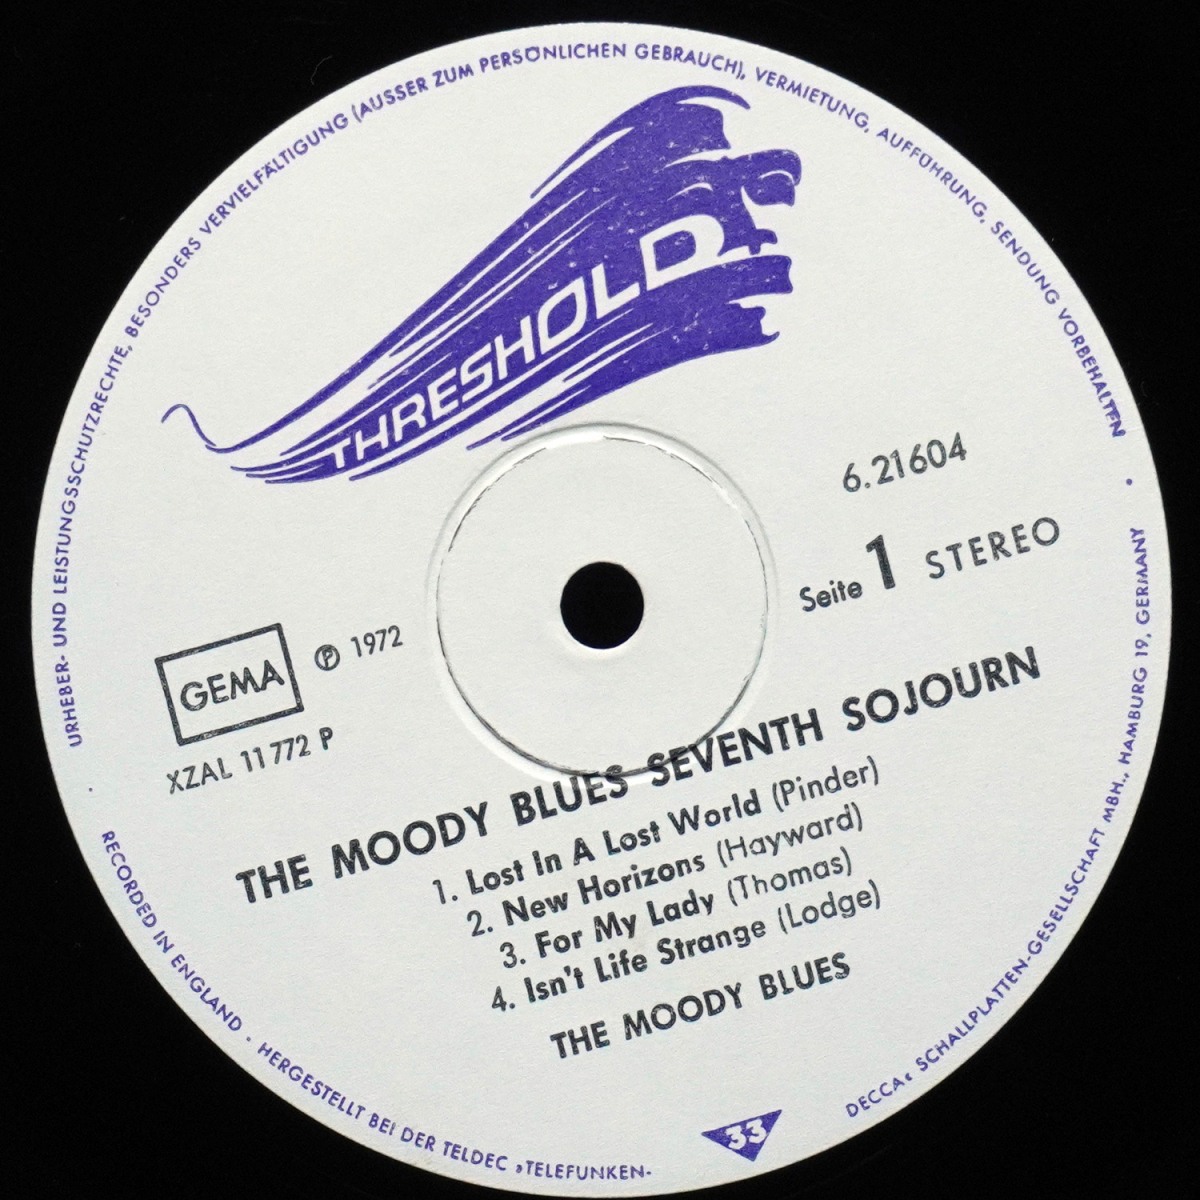 URHEBER- UND LEISTUNGSSCHUTZRECHTE, BESONDERS VERVIELFÄLTIGUNG (AUSSER ZUM PERSÖNLICHEN GEBRAUCH), VERMIETUNG, AUFFÜHRUNG, SENDUNG VORBEHALTEN ·
THRESHOLD
6.21604
Seite 1 STEREO
GEMA
℗ 1972
XZAL 11772 P
THE MOODY BLUES SEVENTH SOJOURN
1. Lost In A Lost World (Pinder)
2. New Horizons (Hayward)
3. For My Lady (Thomas)
4. Isn't Life Strange (Lodge)
THE MOODY BLUES
33
RECORDED IN ENGLAND · HERGESTELLT BEI DER TELDEC »TELEFUNKEN-
DECCA« SCHALLPLATTEN-GESELLSCHAFT MBH., HAMBURG 19, GERMANY